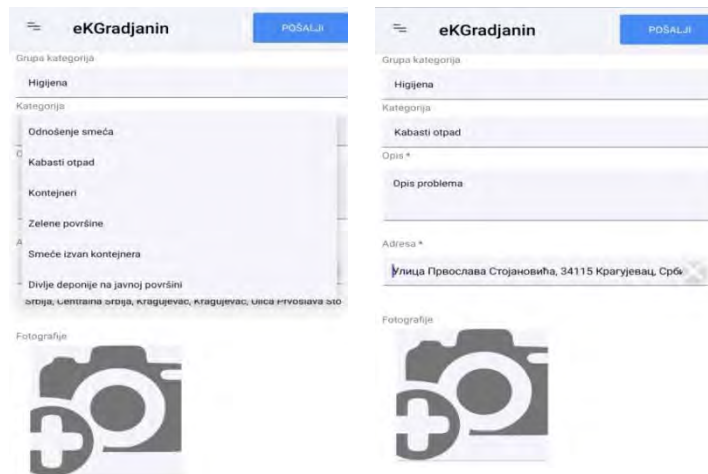 eKGradjanin
POŠALJI
Grupa kategorija
Higijena
Kategorija
Odnošenje smeća
Kabasti otpad
Kontejneri
Zelene površine
Smeće izvan kontejnera
Divlje deponije na javnoj površini
Srbija, Centralna Srbija, Kragujevac, Kragujevac, Ulica Prvoslava Sto
Fotografije
eKGradjanin
POŠALJI
Grupa kategorija
Higijena
Kategorija
Kabasti otpad
Opis *
Opis problema
Adresa *
Улица Првослава Стојановића, 34115 Крагујевац, Срби
Fotografije